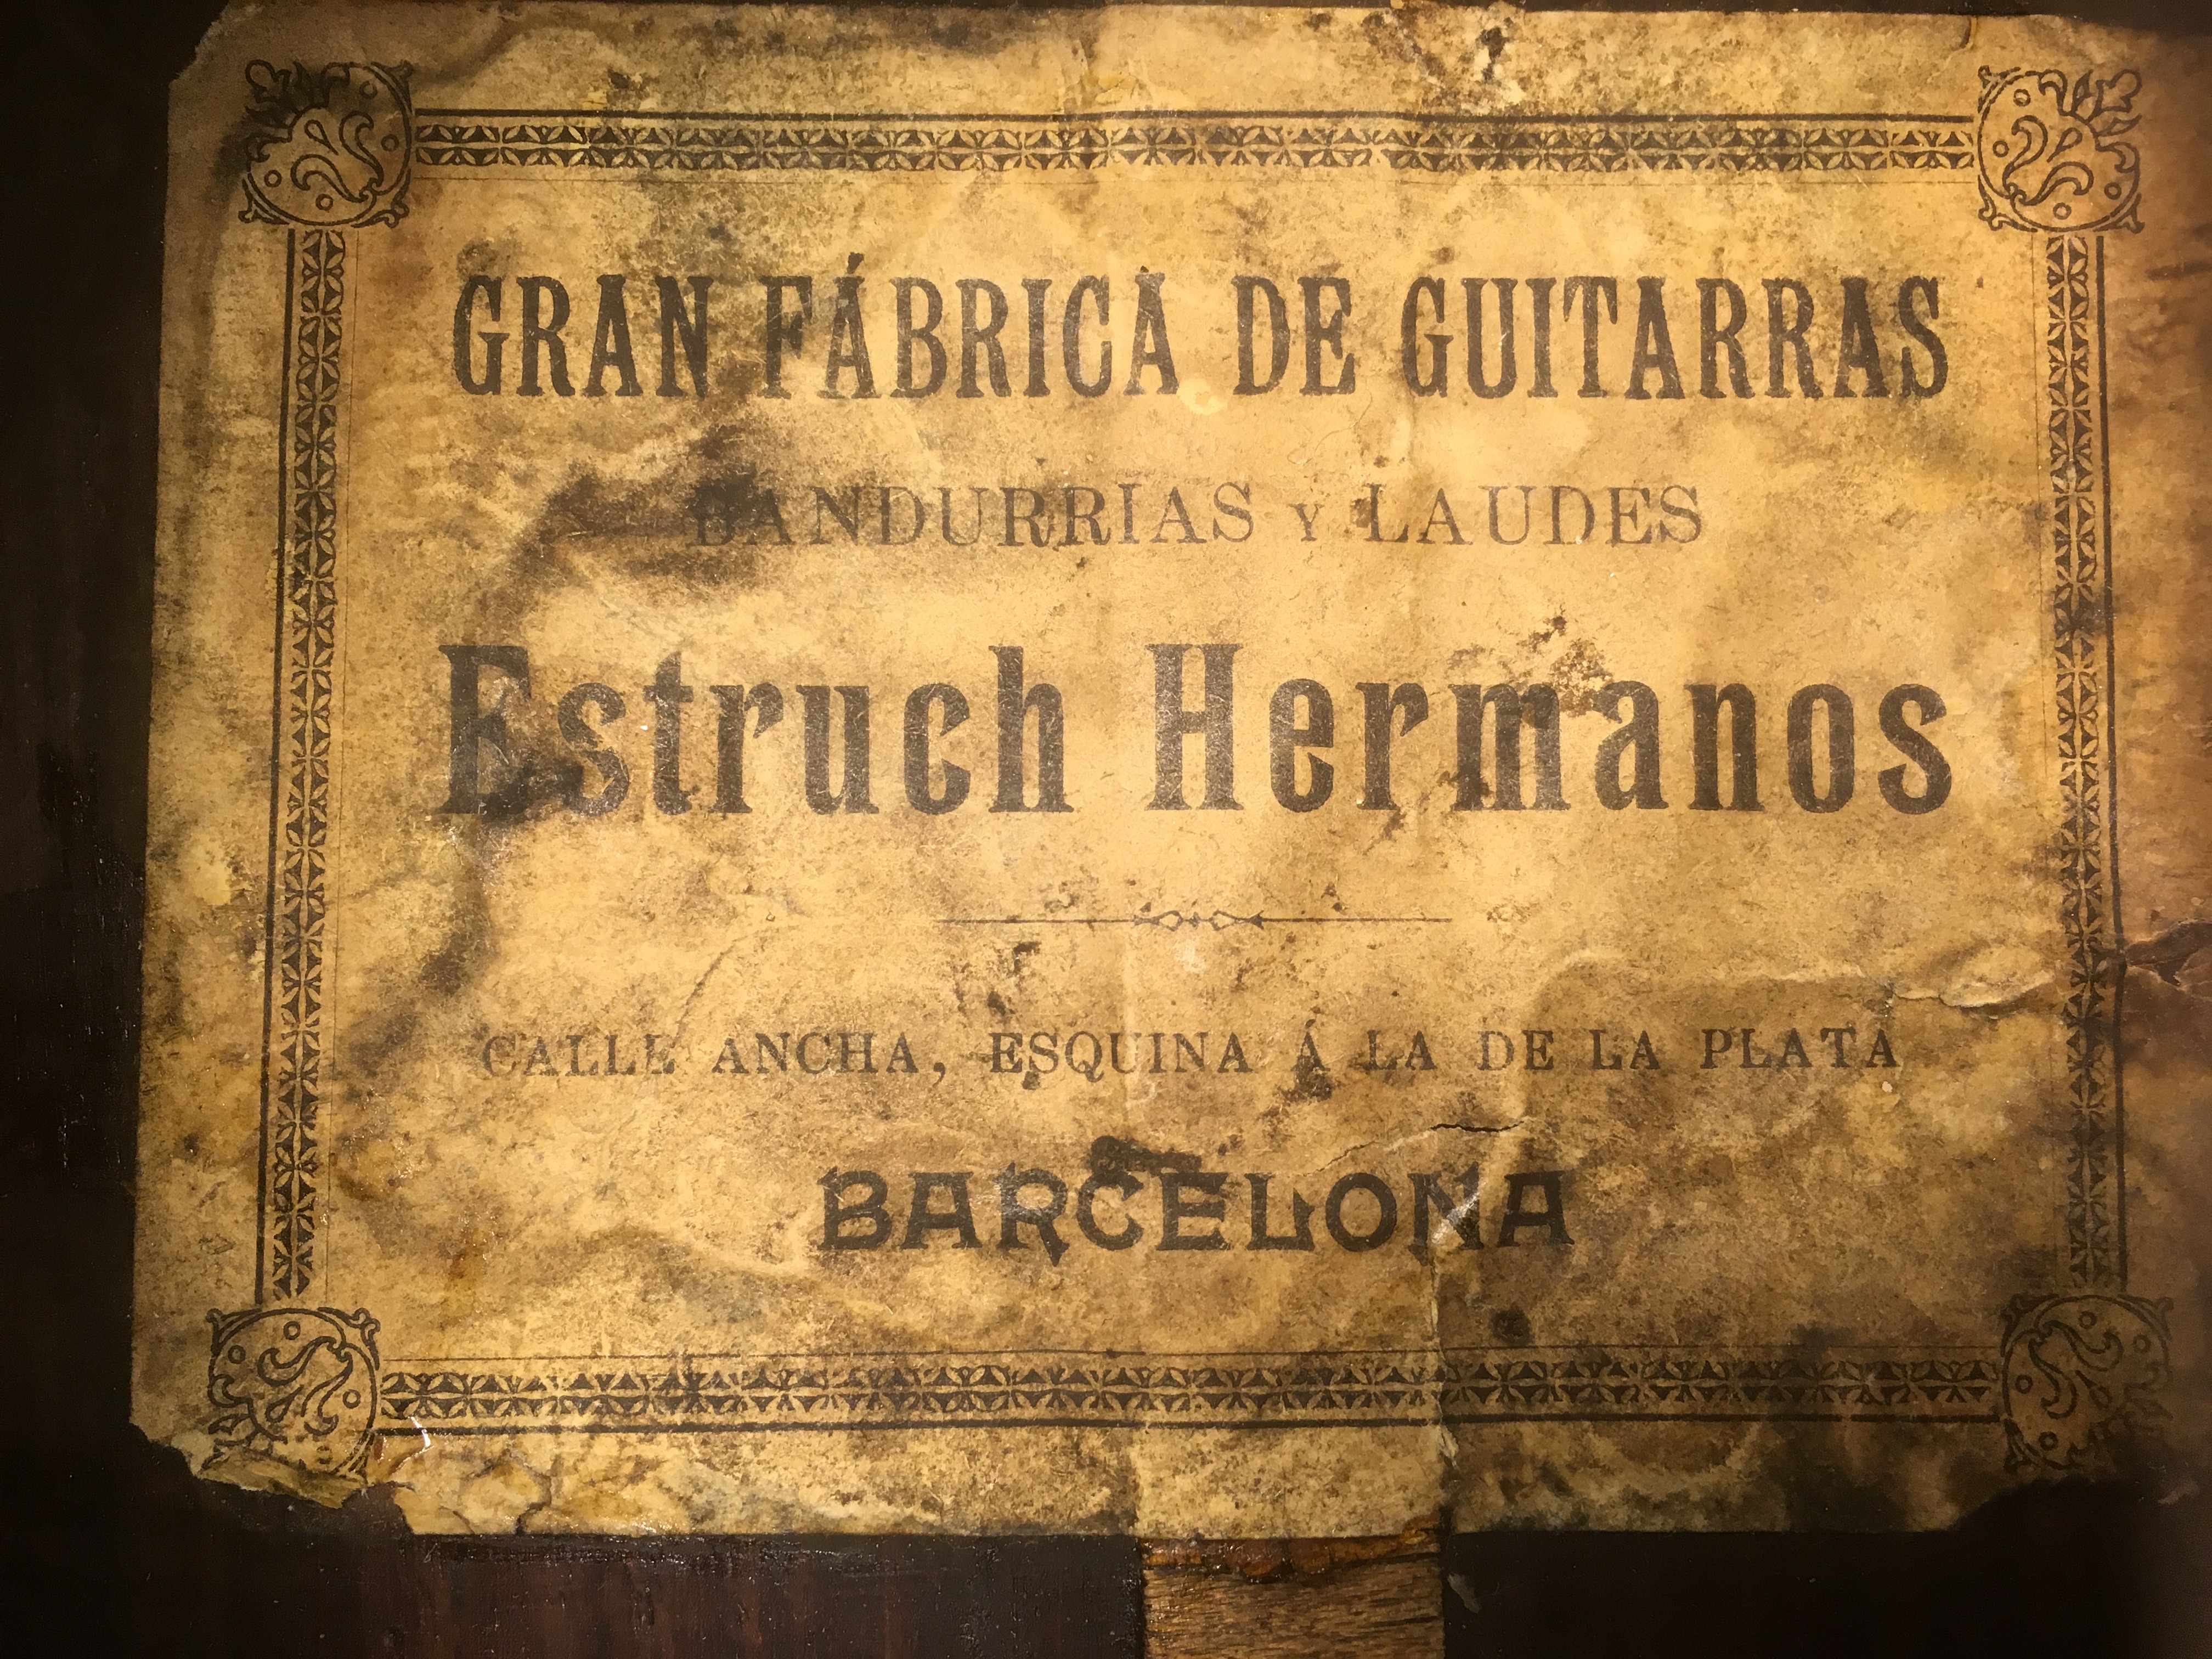 GRAN FÁBRICA DE GUITARRAS
BANDURRIAS Y LAUDES
Estruch Hermanos
CALLE ANCHA, ESQUINA Á LA DE LA PLATA
BARCELONA